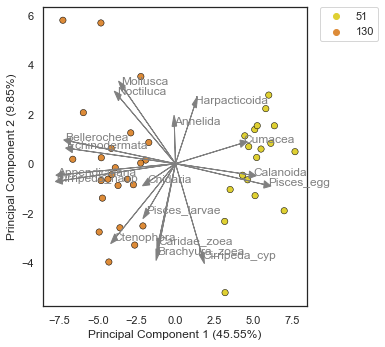 51
130
6
4
2
0
−2
−4
Principal Component 2 (9.85%)
Mollusca
Noctiluca
Harpacticoida
Annelida
Bellerochea
Echinodermata
Cumacea
Appendicularia
Cnidaria
Calanoida
Pisces_egg
Pisces_larvae
Ctenophora
Caridae_zoea
Brachyura_zoea
Cirripeda_cyp
−7.5 −5.0 −2.5 0.0 2.5 5.0 7.5
Principal Component 1 (45.55%)